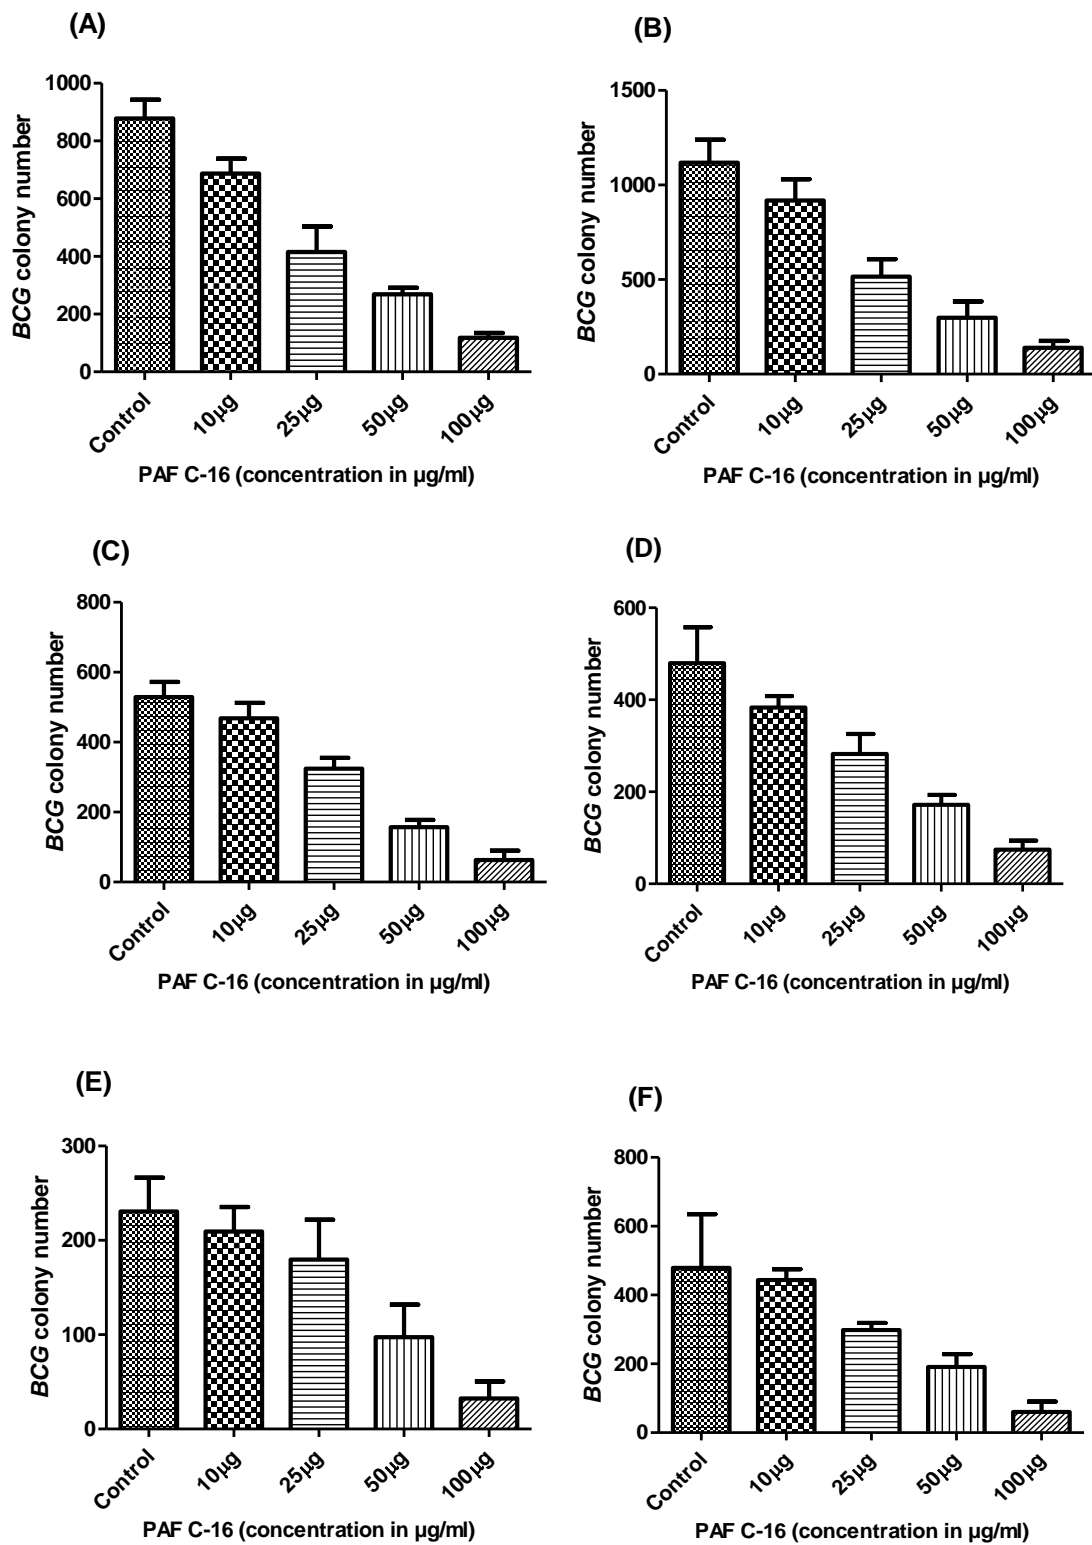 (A)
BCG colony number
1000
800
600
400
200
0
Control
10µg
25µg
50µg
100µg
PAF C-16 (concentration in µg/ml)
(B)
BCG colony number
1500
1000
500
0
Control
10µg
25µg
50µg
100µg
PAF C-16 (concentration in µg/ml)
(C)
BCG colony number
800
600
400
200
0
Control
10µg
25µg
50µg
100µg
PAF C-16 (concentration in µg/ml)
(D)
BCG colony number
600
400
200
0
Control
10µg
25µg
50µg
100µg
PAF C-16 (concentration in µg/ml)
(E)
BCG colony number
300
200
100
0
Control
10µg
25µg
50µg
100µg
PAF C-16 (concentration in µg/ml)
(F)
BCG colony number
800
600
400
200
0
Control
10µg
25µg
50µg
100µg
PAF C-16 (concentration in µg/ml)